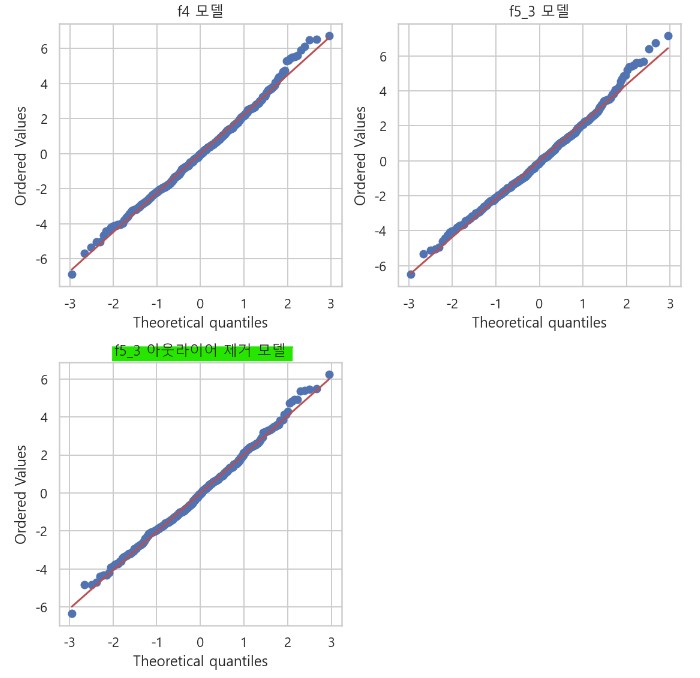 f4 모델
6
4
2
0
-2
-4
-6
Ordered Values
-3 -2 -1 0 1 2 3
Theoretical quantiles
f5_3 모델
6
4
2
0
-2
-4
-6
Ordered Values
-3 -2 -1 0 1 2 3
Theoretical quantiles
f5_3 아웃라이어 제거 모델
6
4
2
0
-2
-4
-6
Ordered Values
-3 -2 -1 0 1 2 3
Theoretical quantiles